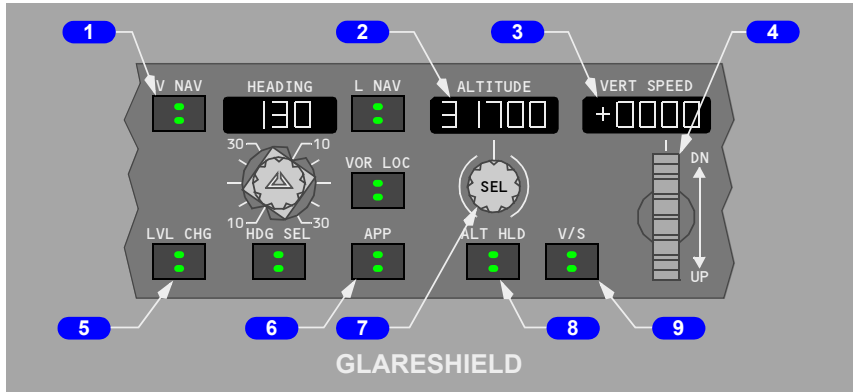 1 2 3 4
V NAV HEADING L NAV ALTITUDE VERT SPEED
130 31700 +0000
30 10 DN
VOR LOC
SEL
10 30
LVL CHG HDG SEL APP ALT HLD V/S
UP
5 6 7 8 9
GLARESHIELD